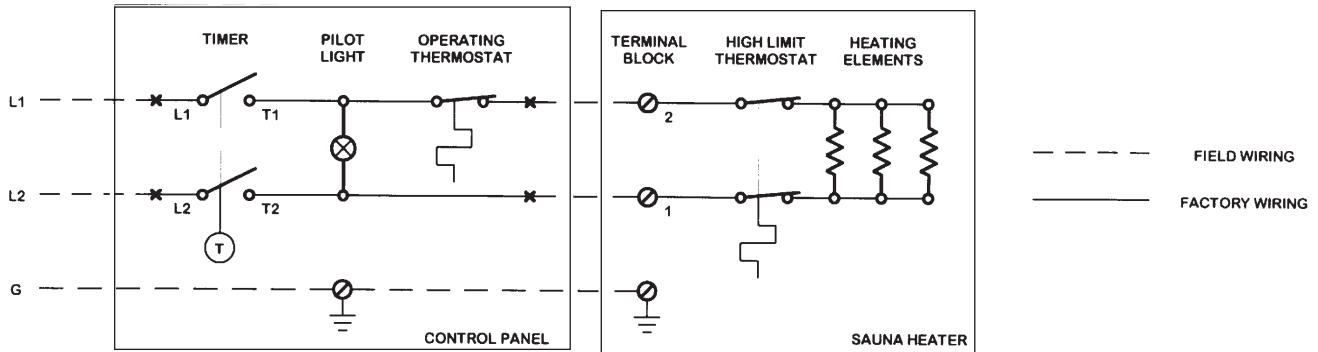 TIMER
PILOT
LIGHT
OPERATING
THERMOSTAT
TERMINAL
BLOCK
HIGH LIMIT
THERMOSTAT
HEATING
ELEMENTS
L1
L1
T1
2
L2
L2
T2
1
T
G
CONTROL PANEL
SAUNA HEATER
FIELD WIRING
FACTORY WIRING